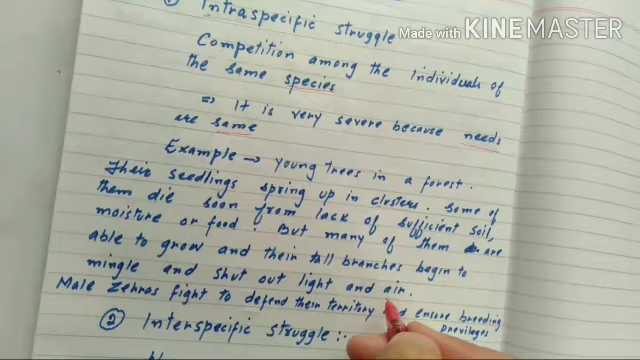 ① Intraspecific struggle
Made with KINEMASTER
Competition among the individuals of
the same species
⇒ It is very severe because needs
are same
Example → Young trees in a forest.
Their seedlings spring up in clusters. Some of
them die soon from lack of sufficient soil,
moisture or food. But many of them are
able to grow and their tall branches begin to
mingle and shut out light and air.
Male zebras fight to defend their territory ensure breeding
previleges
② Interspecific struggle :-